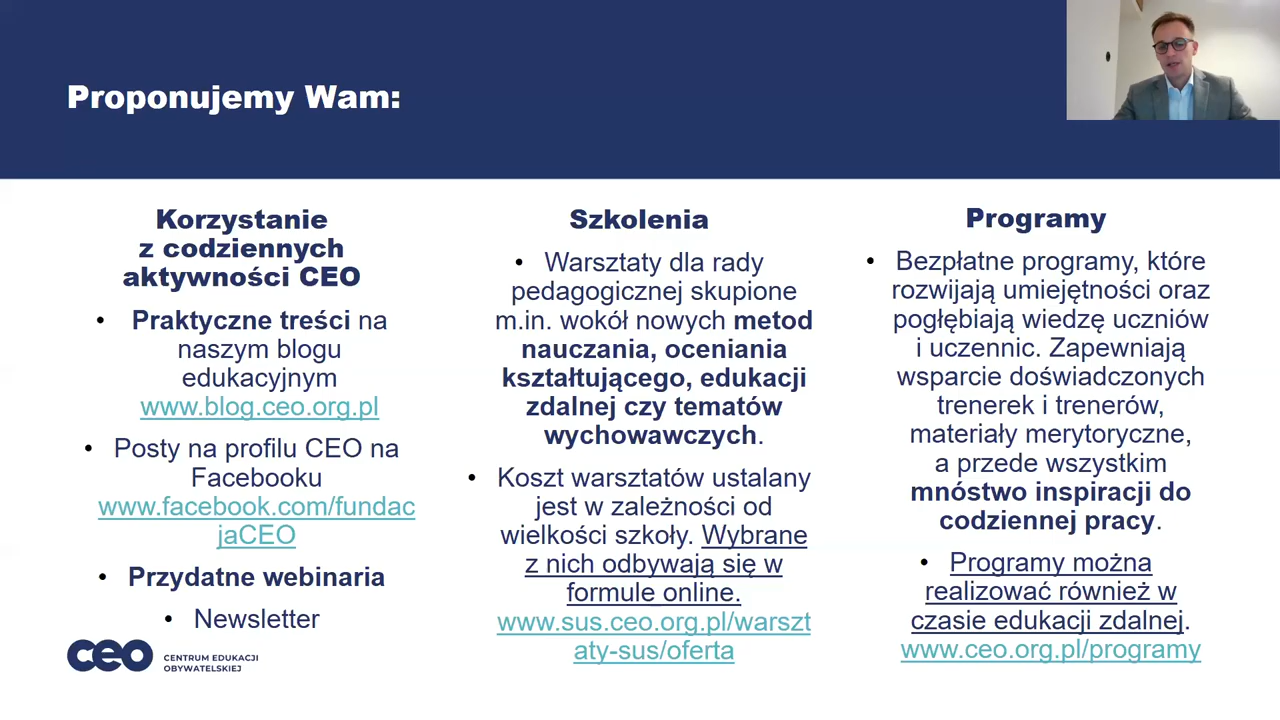 Proponujemy Wam:
Korzystanie
z codziennych
aktywności CEO
• Praktyczne treści na
naszym blogu
edukacyjnym
www.blog.ceo.org.pl
• Posty na profilu CEO na
Facebooku
www.facebook.com/fundac
jaCEO
• Przydatne webinaria
• Newsletter
Szkolenia
• Warsztaty dla rady
pedagogicznej skupione
m.in. wokół nowych metod
nauczania, oceniania
kształtującego, edukacji
zdalnej czy tematów
wychowawczych.
• Koszt warsztatów ustalany
jest w zależności od
wielkości szkoły. Wybrane
z nich odbywają się w
formule online.
www.sus.ceo.org.pl/warszt
aty-sus/oferta
Programy
• Bezpłatne programy, które
rozwijają umiejętności oraz
pogłębiają wiedzę uczniów
i uczennic. Zapewniają
wsparcie doświadczonych
trenerek i trenerów,
materiały merytoryczne,
a przede wszystkim
mnóstwo inspiracji do
codziennej pracy.
• Programy można
realizować również w
czasie edukacji zdalnej.
www.ceo.org.pl/programy
ceo
CENTRUM EDUKACJI
OBYWATELSKIEJ